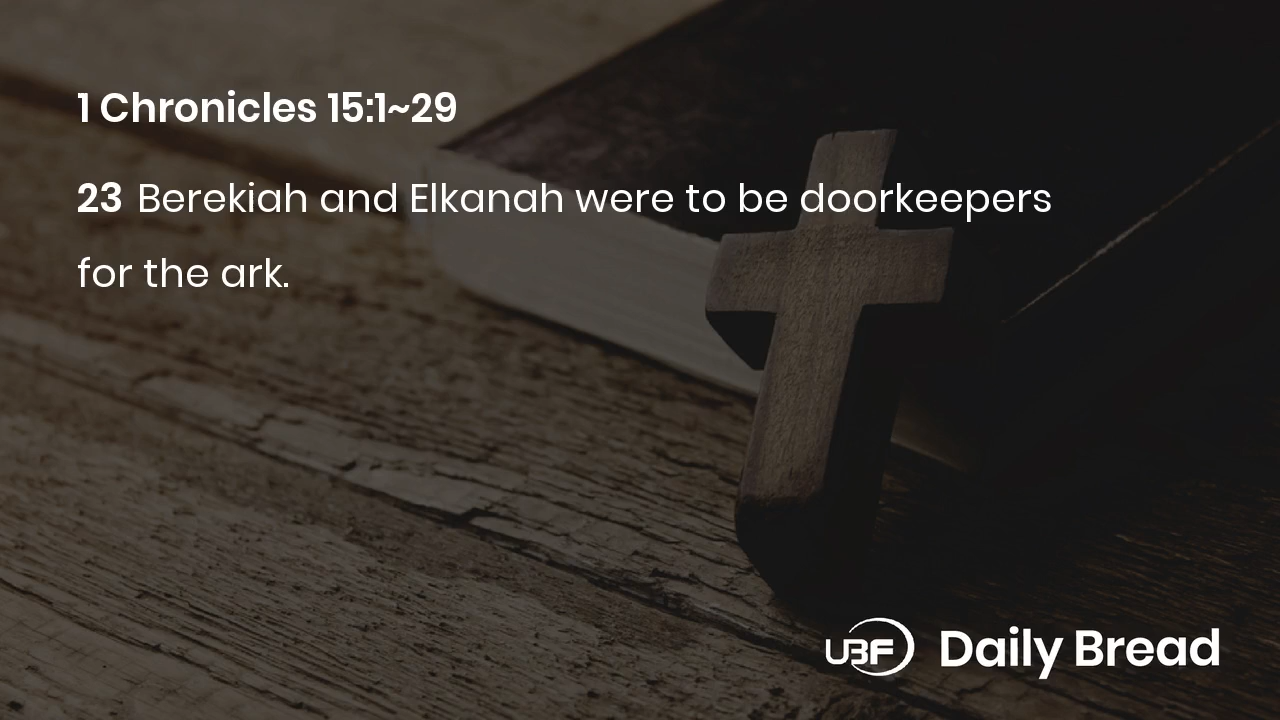 1 Chronicles 15:1~29
23 Berekiah and Elkanah were to be doorkeepers
for the ark.
UBF Daily Bread